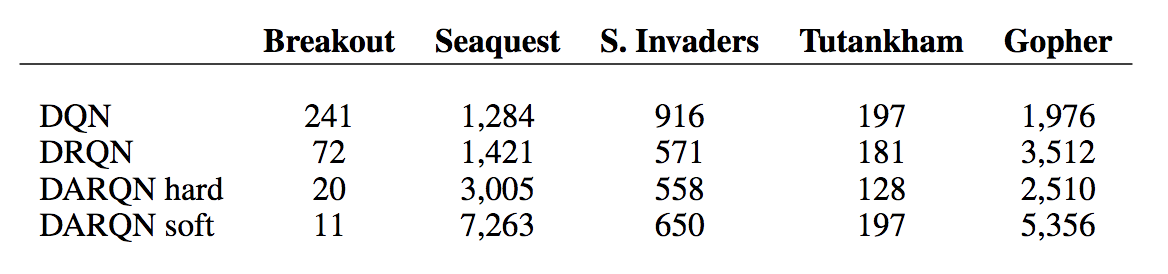 Breakout Seaquest S. Invaders Tutankham Gopher
DQN 241 1,284 916 197 1,976
DRQN 72 1,421 571 181 3,512
DARQN hard 20 3,005 558 128 2,510
DARQN soft 11 7,263 650 197 5,356